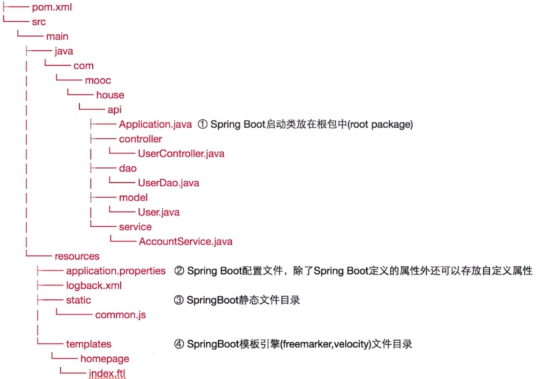 pom.xml
src
main
java
com
mooc
house
api
Application.java ① Spring Boot启动类放在根包中(root package)
controller
UserController.java
dao
UserDao.java
model
User.java
service
AccountService.java
resources
application.properties ② Spring Boot配置文件，除了Spring Boot定义的属性外还可以存放自定义属性
logback.xml
static ③ SpringBoot静态文件目录
common.js
templates ④ SpringBoot模板引擎(freemarker,velocity)文件目录
homepage
index.ftl